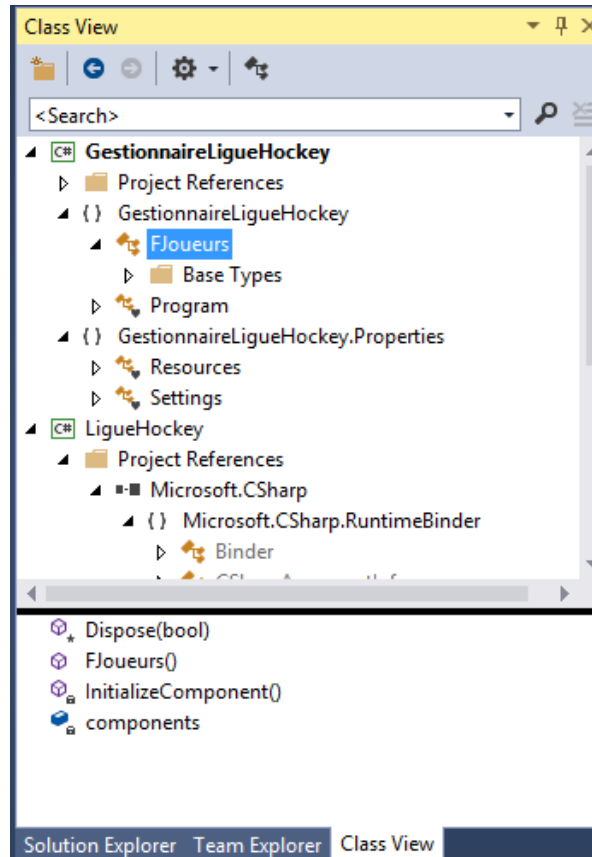 Class View
<Search>
C# GestionnaireLigueHockey
Project References
{ } GestionnaireLigueHockey
FJoueurs
Base Types
Program
{ } GestionnaireLigueHockey.Properties
Resources
Settings
C# LigueHockey
Project References
Microsoft.CSharp
{ } Microsoft.CSharp.RuntimeBinder
Binder
Dispose(bool)
FJoueurs()
InitializeComponent()
components
Solution Explorer Team Explorer Class View